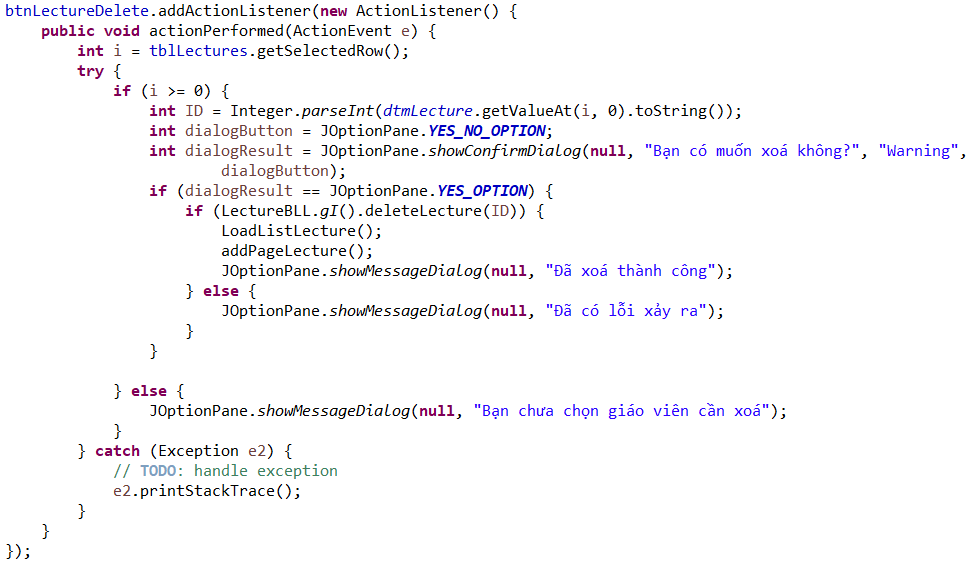 btnLectureDelete.addActionListener(new ActionListener() {
    public void actionPerformed(ActionEvent e) {
        int i = tblLectures.getSelectedRow();
        try {
            if (i >= 0) {
                int ID = Integer.parseInt(dtmLecture.getValueAt(i, 0).toString());
                int dialogButton = JOptionPane.YES_NO_OPTION;
                int dialogResult = JOptionPane.showConfirmDialog(null, "Bạn có muốn xoá không?", "Warning",
                        dialogButton);
                if (dialogResult == JOptionPane.YES_OPTION) {
                    if (LectureBLL.gI().deleteLecture(ID)) {
                        LoadListLecture();
                        addPageLecture();
                        JOptionPane.showMessageDialog(null, "Đã xoá thành công");
                    } else {
                        JOptionPane.showMessageDialog(null, "Đã có lỗi xảy ra");
                    }
                }

            } else {
                JOptionPane.showMessageDialog(null, "Bạn chưa chọn giáo viên cần xoá");
            }
        } catch (Exception e2) {
            // TODO: handle exception
            e2.printStackTrace();
        }
    }
});